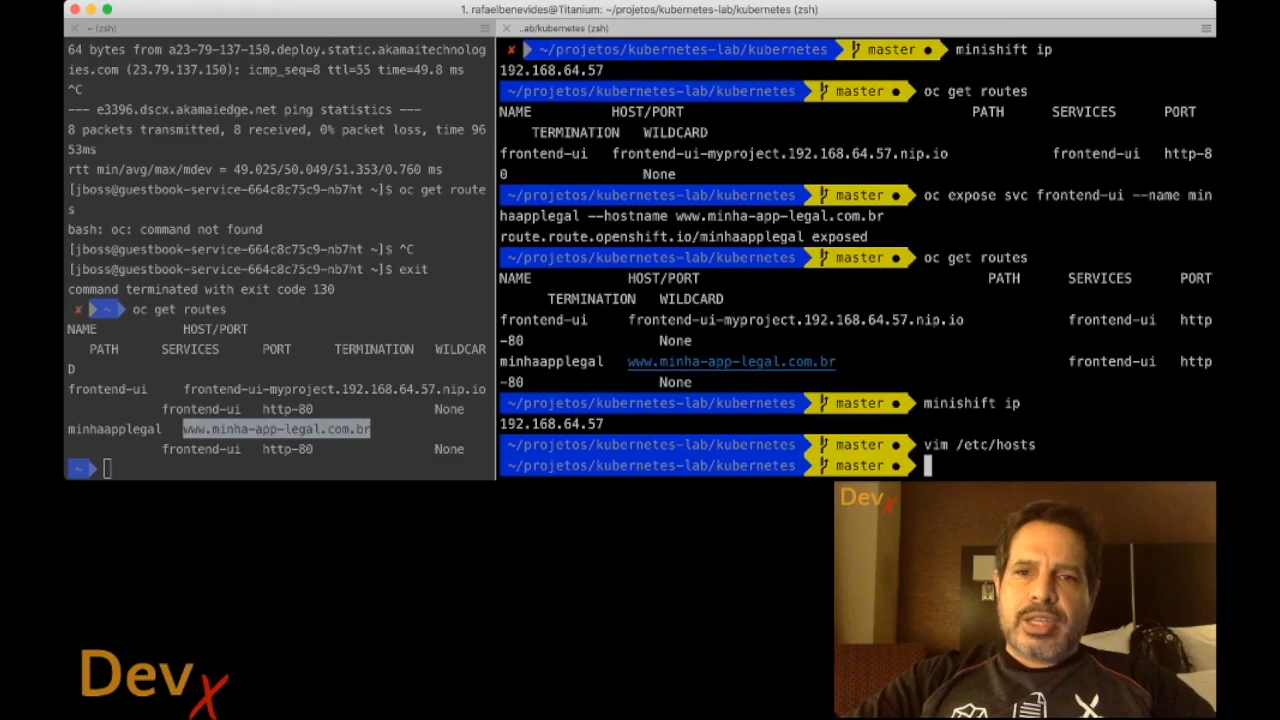 1. rafaelbenevides@Titanium: ~/projetos/kubernetes-lab/kubernetes (zsh)
~ (zsh)
64 bytes from a23-79-137-150.deploy.static.akamaitechnolog
ies.com (23.79.137.150): icmp_seq=8 ttl=55 time=49.8 ms
^C
--- e3396.dscx.akamaiedge.net ping statistics ---
8 packets transmitted, 8 received, 0% packet loss, time 96
53ms
rtt min/avg/max/mdev = 49.025/50.049/51.353/0.760 ms
[jboss@guestbook-service-664c8c75c9-nb7ht ~]$ oc get route
s
bash: oc: command not found
[jboss@guestbook-service-664c8c75c9-nb7ht ~]$ ^C
[jboss@guestbook-service-664c8c75c9-nb7ht ~]$ exit
command terminated with exit code 130
✘ ~ oc get routes
NAME HOST/PORT
PATH SERVICES PORT TERMINATION WILDCAR
D
frontend-ui frontend-ui-myproject.192.168.64.57.nip.io
frontend-ui http-80 None
minhaapplegal www.minha-app-legal.com.br
frontend-ui http-80 None
~
..ab/kubernetes (zsh)
✘ ~/projetos/kubernetes-lab/kubernetes master ● minishift ip
192.168.64.57
~/projetos/kubernetes-lab/kubernetes master ● oc get routes
NAME HOST/PORT PATH SERVICES PORT
TERMINATION WILDCARD
frontend-ui frontend-ui-myproject.192.168.64.57.nip.io frontend-ui http-8
0 None
~/projetos/kubernetes-lab/kubernetes master ● oc expose svc frontend-ui --name min
haapplegal --hostname www.minha-app-legal.com.br
route.route.openshift.io/minhaapplegal exposed
~/projetos/kubernetes-lab/kubernetes master ● oc get routes
NAME HOST/PORT PATH SERVICES PORT
TERMINATION WILDCARD
frontend-ui frontend-ui-myproject.192.168.64.57.nip.io frontend-ui http
-80 None
minhaapplegal www.minha-app-legal.com.br frontend-ui http
-80 None
~/projetos/kubernetes-lab/kubernetes master ● minishift ip
192.168.64.57
~/projetos/kubernetes-lab/kubernetes master ● vim /etc/hosts
~/projetos/kubernetes-lab/kubernetes master ●
Dev x
Dev x